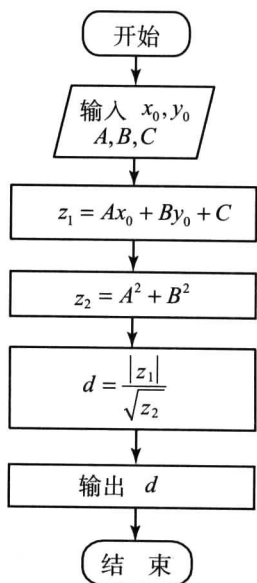 开始
输入 x₀, y₀
A, B, C
z₁ = Ax₀ + By₀ + C
z₂ = A² + B²
d = |z₁| / √z₂
输出 d
结 束